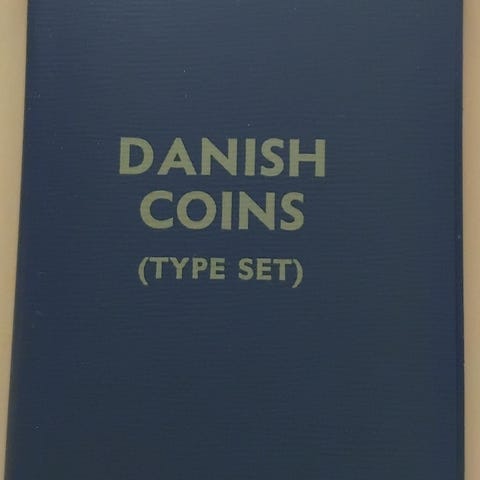 DANISH
COINS
(TYPE SET)